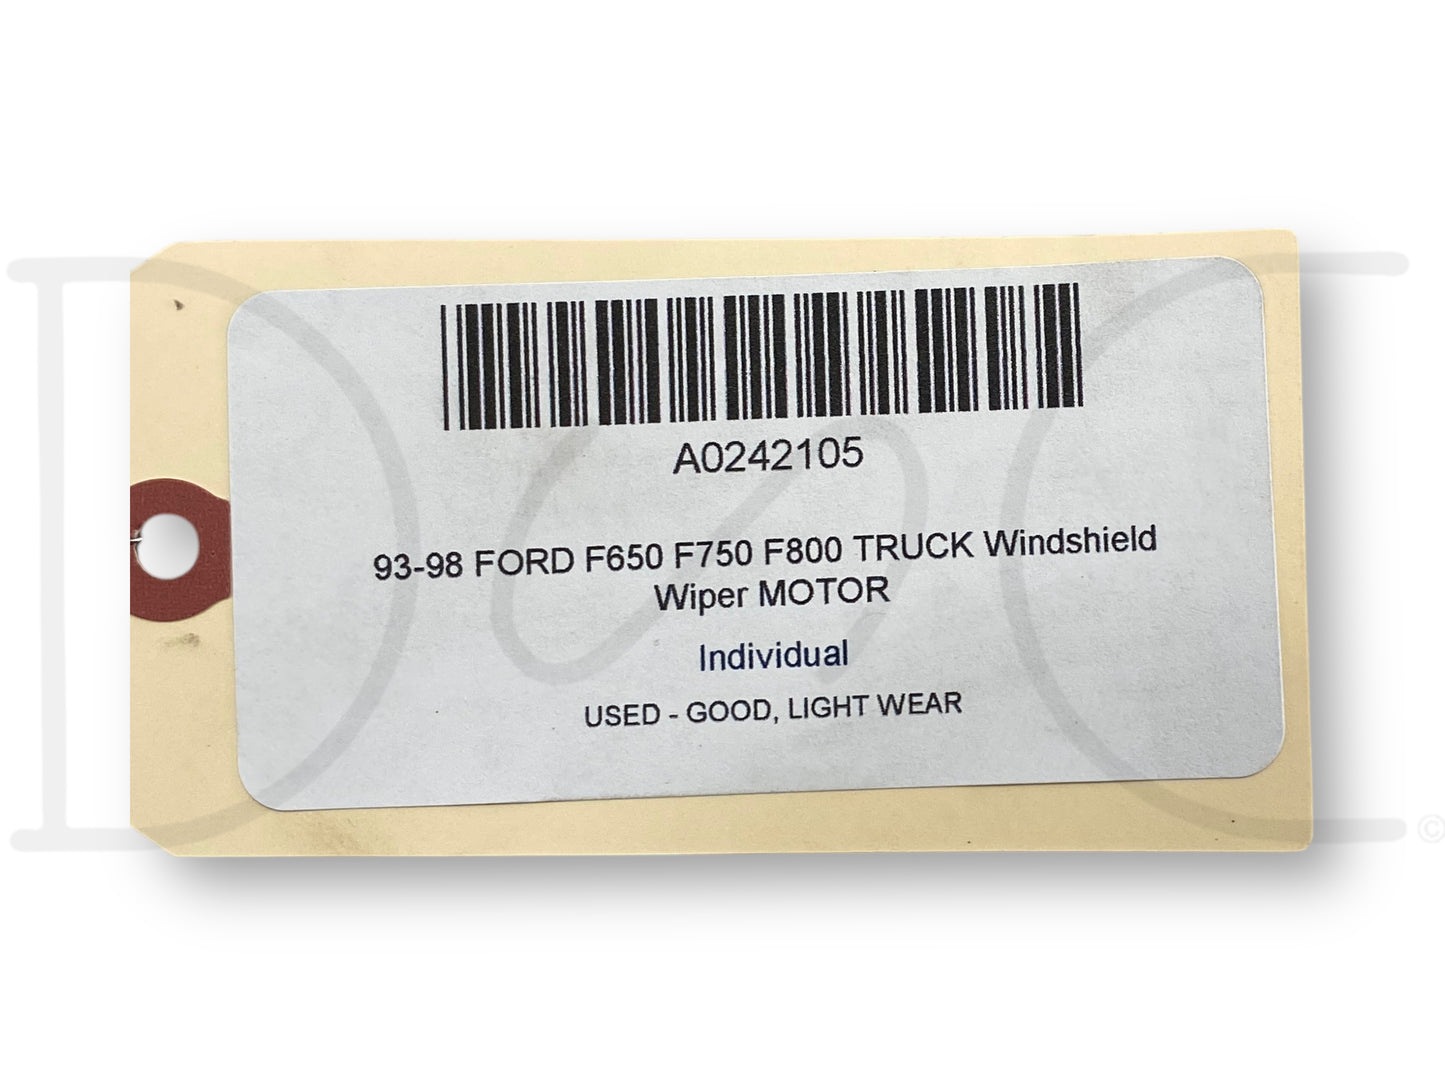 A0242105
93-98 FORD F650 F750 F800 TRUCK Windshield
Wiper MOTOR
Individual
USED - GOOD, LIGHT WEAR
©